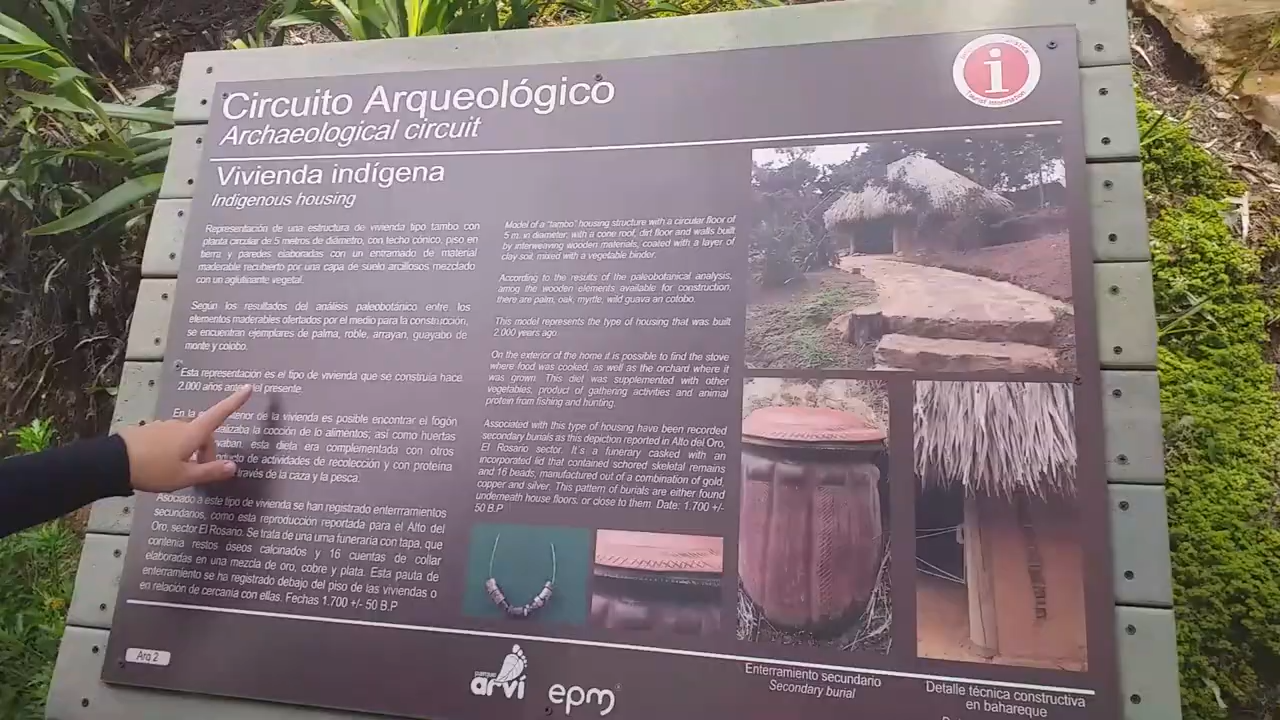 Circuito Arqueológico
Archaeological circuit
Tourist Information
i
Vivienda indígena
Indigenous housing
Representación de una estructura de vivienda tipo tambo con
planta circular de 5 metros de diámetro, con techo cónico, piso en
tierra y paredes elaboradas con un entramado de material
maderable recubierto por una capa de suelo arcillosos mezclado
con un aglutinante vegetal.
Según los resultados del análisis paleobotánico entre los
elementos maderables ofertados por el medio para la construcción,
se encuentran ejemplares de palma, roble, arrayan, guayabo de
monte y
Esta representación es el tipo de vivienda que se construía hace
2.000 años del presente.
En la de la vivienda es posible encontrar el fogón
la cocción de lo alimentos; así como huertas
esta dieta era complementada con otros
de actividades de recolección y con proteína
través de la caza y la pesca.
Asociado a este tipo de vivienda se han registrado enterrramientos
secundarios, como esta reproducción reportada para el Alto del
Oro, sector El Rosario. Se trata de una urna funeraria con tapa, que
contenía restos óseos calcinados y 16 cuentas de collar
elaboradas en una mezcla de oro, cobre y plata. Esta pauta de
enterramiento se ha registrado debajo del piso de las viviendas o
en relación de cercanía con ellas. Fechas 1.700 +/- 50 B.P
Model of a "tambo" housing structure with a circular floor of
5 m. in diameter, with a cone roof, dirt floor and walls built
by interweaving wooden materials, coated with a layer of
clay soil, mixed with a vegetable binder.
According to the results of the paleobotanical analysis,
amog the wooden elements available for construction,
there are palm, oak, myrtle, wild guava an cotobo.
This model represents the type of housing that was built
2.000 years ago.
On the exterior of the home it is possible to find the stove
where food was cooked, as well as the orchard where it
was grown. This diet was supplemented with other
vegetables, product of gathering activities and animal
protein from fishing and hunting.
Associated with this type of housing have been recorded
secondary burials as this depiction reported in Alto del Oro,
El Rosario sector. It's a funerary casked with an
incorporated lid that contained schored skeletal remains
and 16 beads, manufactured out of a combination of gold,
copper and silver. This pattern of burials are either found
underneath house floors, or close to them. Date: 1.700 +/-
50 B.P
Enterramiento secundario
Secondary burial
Detalle técnica constructiva
en bahareque
Arq 2
parque
arví
epm